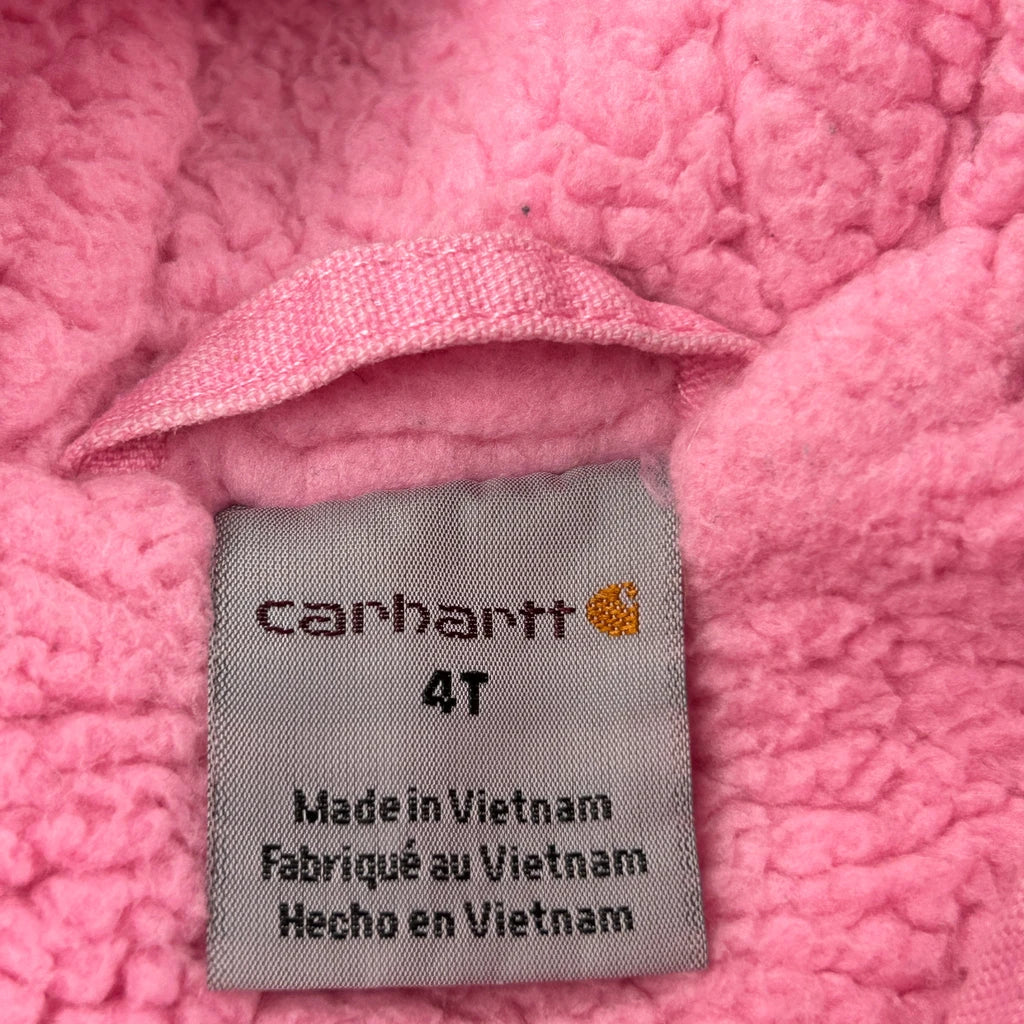 carhartt
4T
Made in Vietnam
Fabriqué au Vietnam
Hecho en Vietnam